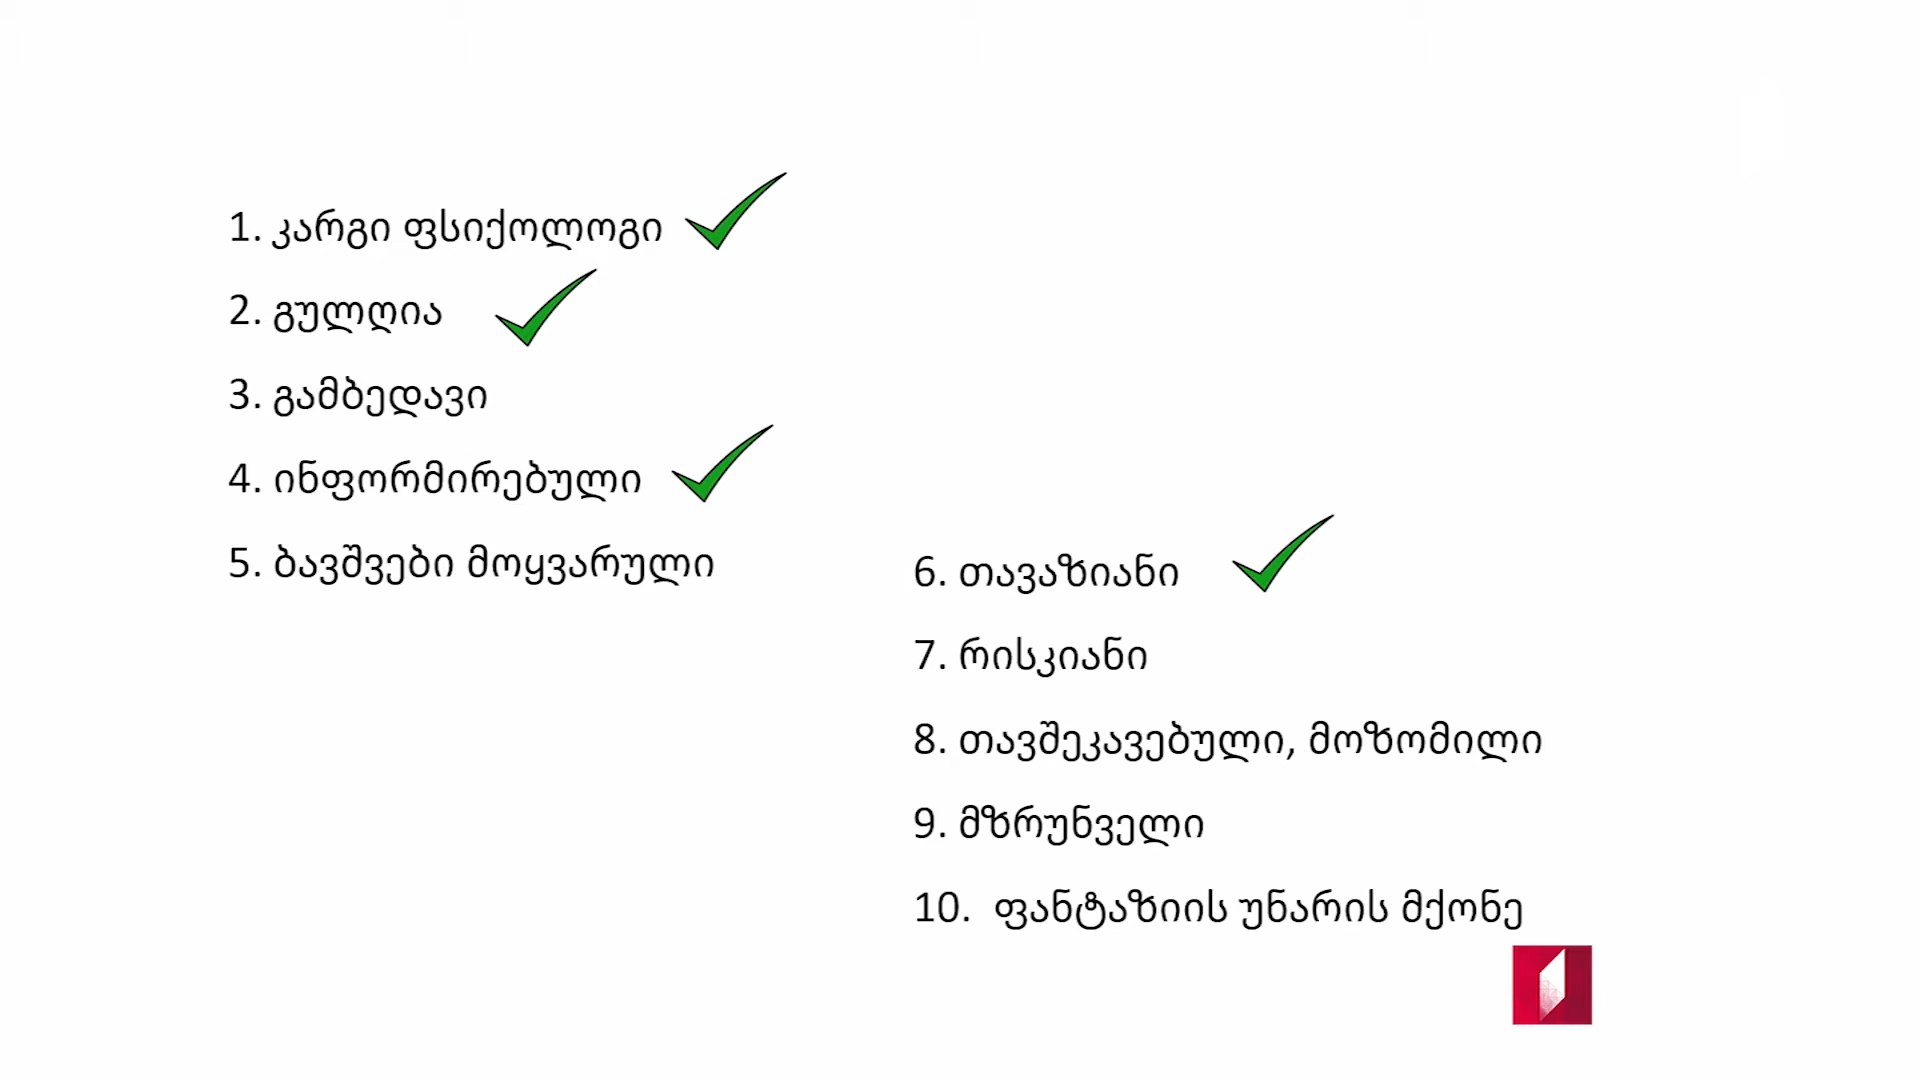 1. კარგი ფსიქოლოგი
2. გულღია
3. გამბედავი
4. ინფორმირებული
5. ბავშვები მოყვარული
6. თავაზიანი
7. რისკიანი
8. თავშეკავებული, მოზომილი
9. მზრუნველი
10. ფანტაზიის უნარის მქონე